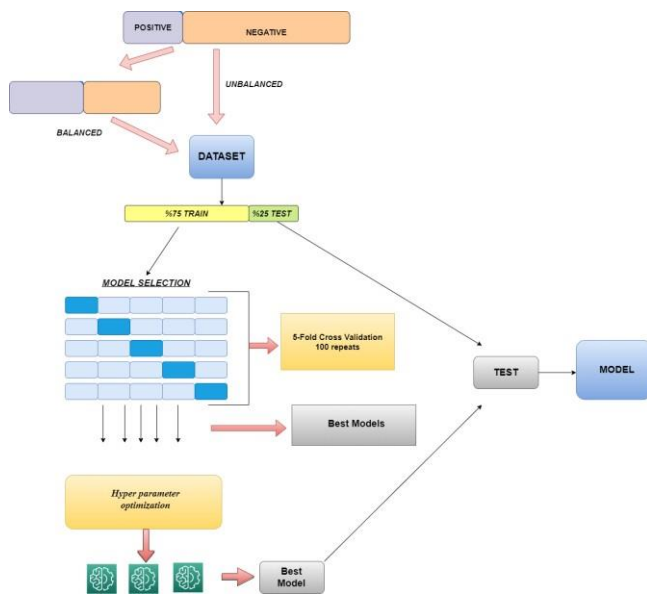 POSITIVE
NEGATIVE
UNBALANCED
BALANCED
DATASET
%75 TRAIN
%25 TEST
MODEL SELECTION
5-Fold Cross Validation
100 repeats
TEST
MODEL
Best Models
Hyper parameter
optimization
Best
Model